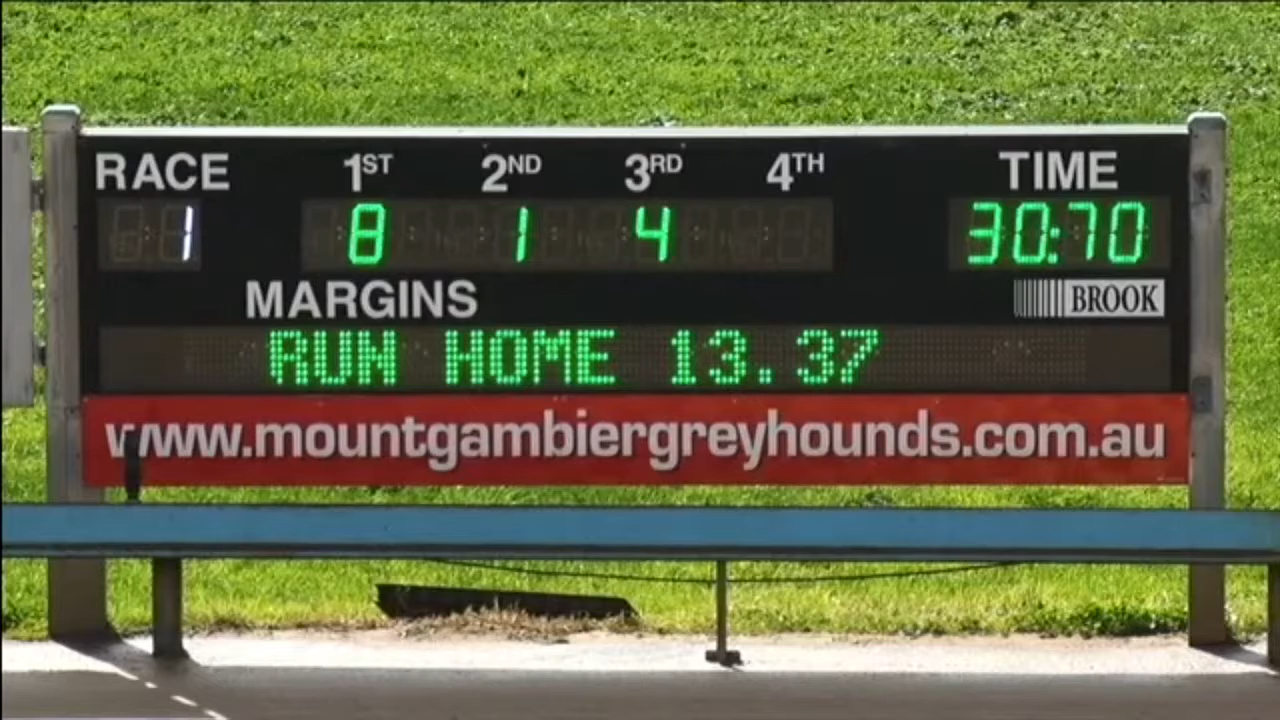 RACE 1ST 2ND 3RD 4TH TIME
1 8 1 4 30:70
MARGINS BROOK
RUN HOME 13.37
www.mountgambiergreyhounds.com.au